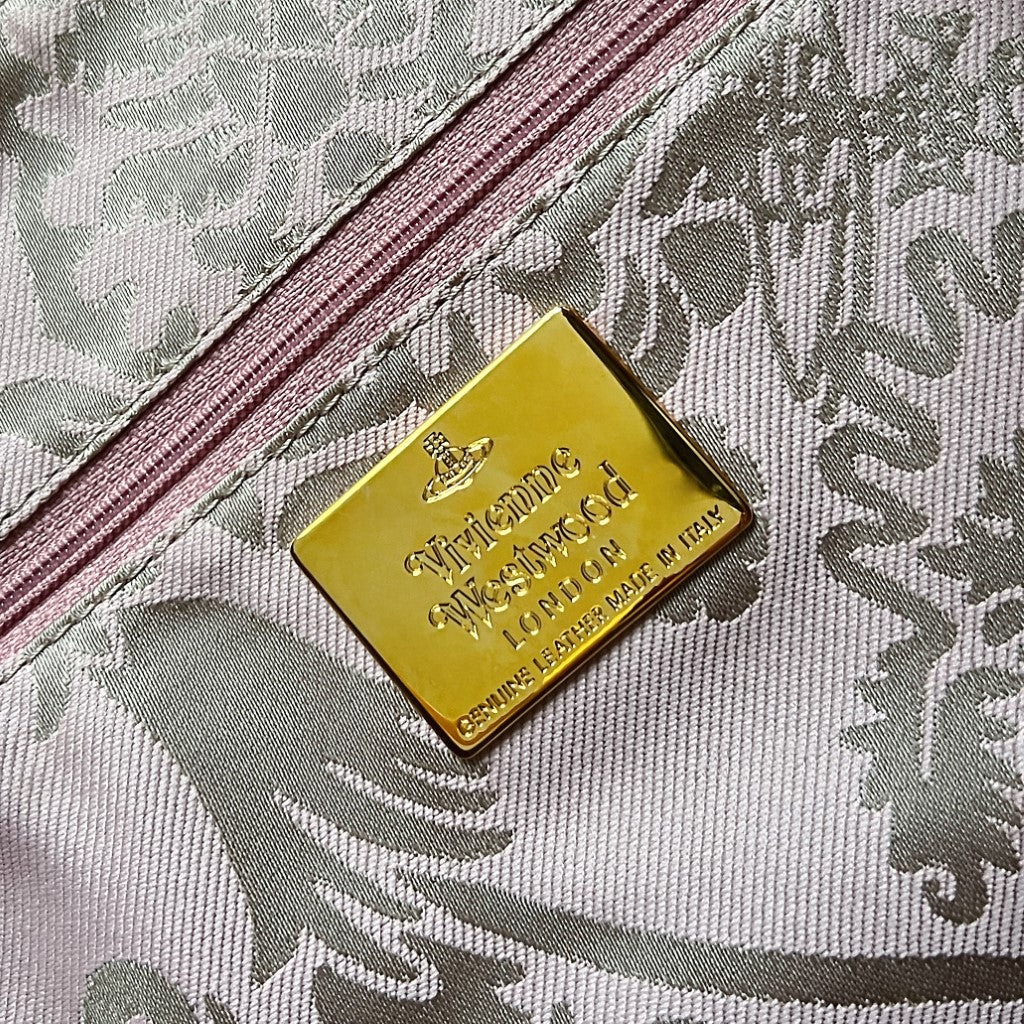 Vivienne
Westwood
LONDON
GENUINE LEATHER MADE IN ITALY